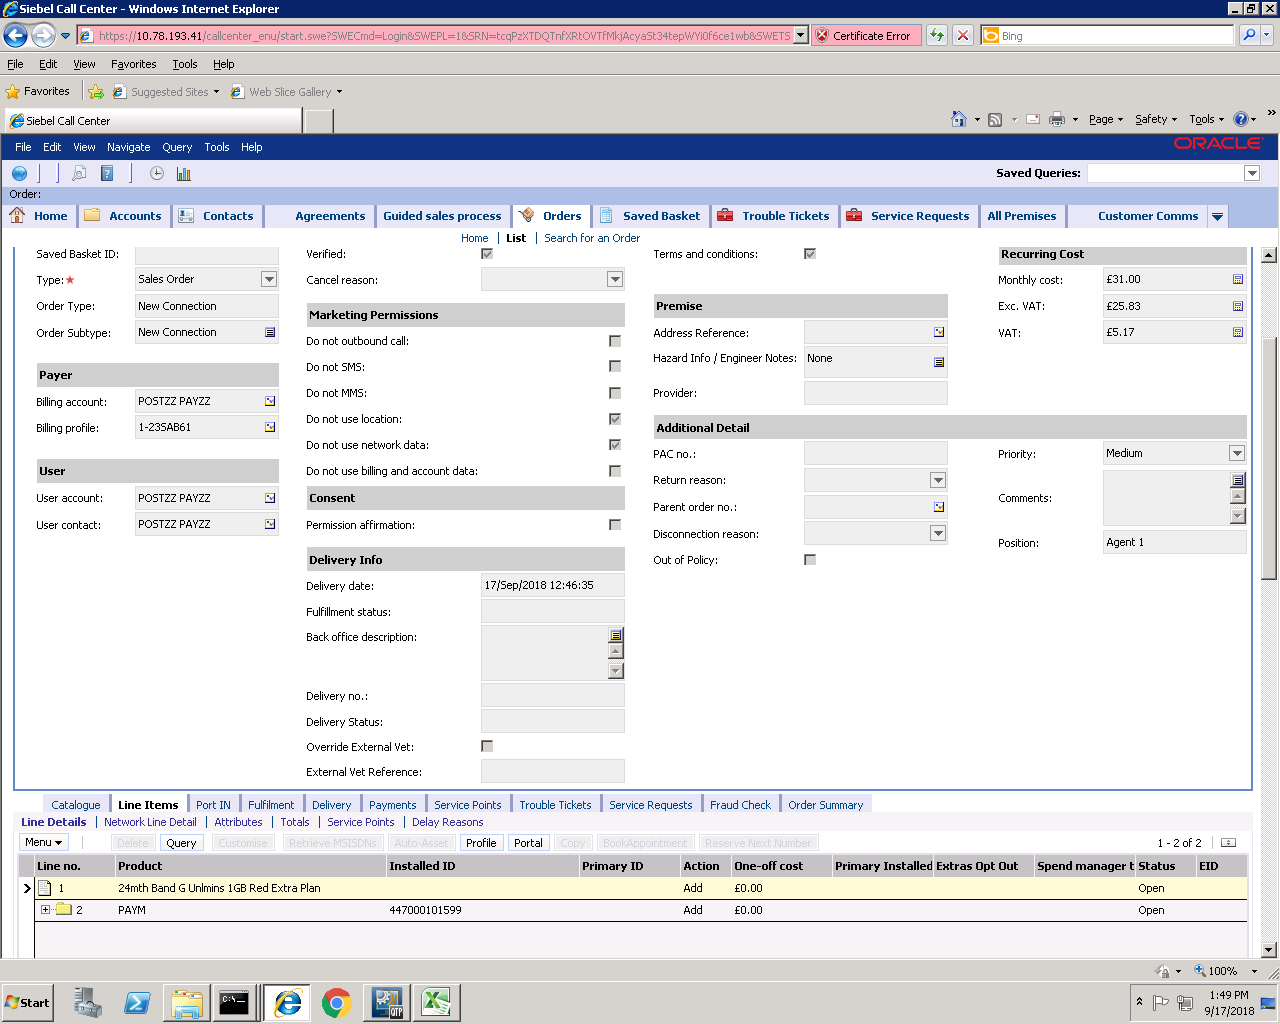 Siebel Call Center - Windows Internet Explorer
https://10.78.193.41/callcenter_enu/start.swe?SWECmd=Login&SWEPL=1&SRN=tcqPzXTDQTnfXRtOVTfMkjAcyaSt34tepWYi0f6ce1wb&SWETS Certificate Error Bing
File Edit View Favorites Tools Help
Favorites Suggested Sites Web Slice Gallery
Siebel Call Center Page Safety Tools »
File Edit View Navigate Query Tools Help ORACLE
Saved Queries:
Order:
Home Accounts Contacts Agreements Guided sales process Orders Saved Basket Trouble Tickets Service Requests All Premises Customer Comms
Home List Search for an Order
Saved Basket ID: Verified: Terms and conditions: Recurring Cost
Type: Sales Order Cancel reason: Monthly cost: £31.00
Order Type: New Connection Marketing Permissions Premise Exc. VAT: £25.83
Order Subtype: New Connection Do not outbound call: Address Reference: VAT: £5.17
Do not SMS: Hazard Info / Engineer Notes: None
Payer
Billing account: POSTZZ PAYZZ Do not MMS: Provider:
Billing profile: 1-23SAB61 Do not use location: Additional Detail
Do not use network data: PAC no.: Priority: Medium
User Do not use billing and account data: Return reason:
User account: POSTZZ PAYZZ Consent Parent order no.: Comments:
User contact: POSTZZ PAYZZ Permission affirmation: Disconnection reason:
Position: Agent 1
Delivery Info Out of Policy:
Delivery date: 17/Sep/2018 12:46:35
Fulfillment status:
Back office description:
Delivery no.:
Delivery Status:
Override External Vet:
External Vet Reference:
Catalogue Line Items Port IN Fulfilment Delivery Payments Service Points Trouble Tickets Service Requests Fraud Check Order Summary
Line Details Network Line Detail Attributes Totals Service Points Delay Reasons
Menu Delete Query Customise Retrieve MSISDNs Auto-Asset Profile Portal Copy BookAppointment Reserve Next Number 1 - 2 of 2
Line no. Product Installed ID Primary ID Action One-off cost Primary Installed Extras Opt Out Spend manager t Status EID
1 24mth Band G Unlmins 1GB Red Extra Plan Add £0.00 Open
2 PAYM 447000101599 Add £0.00 Open
100%
Start C:\ QTP 1:49 PM
9/17/2018